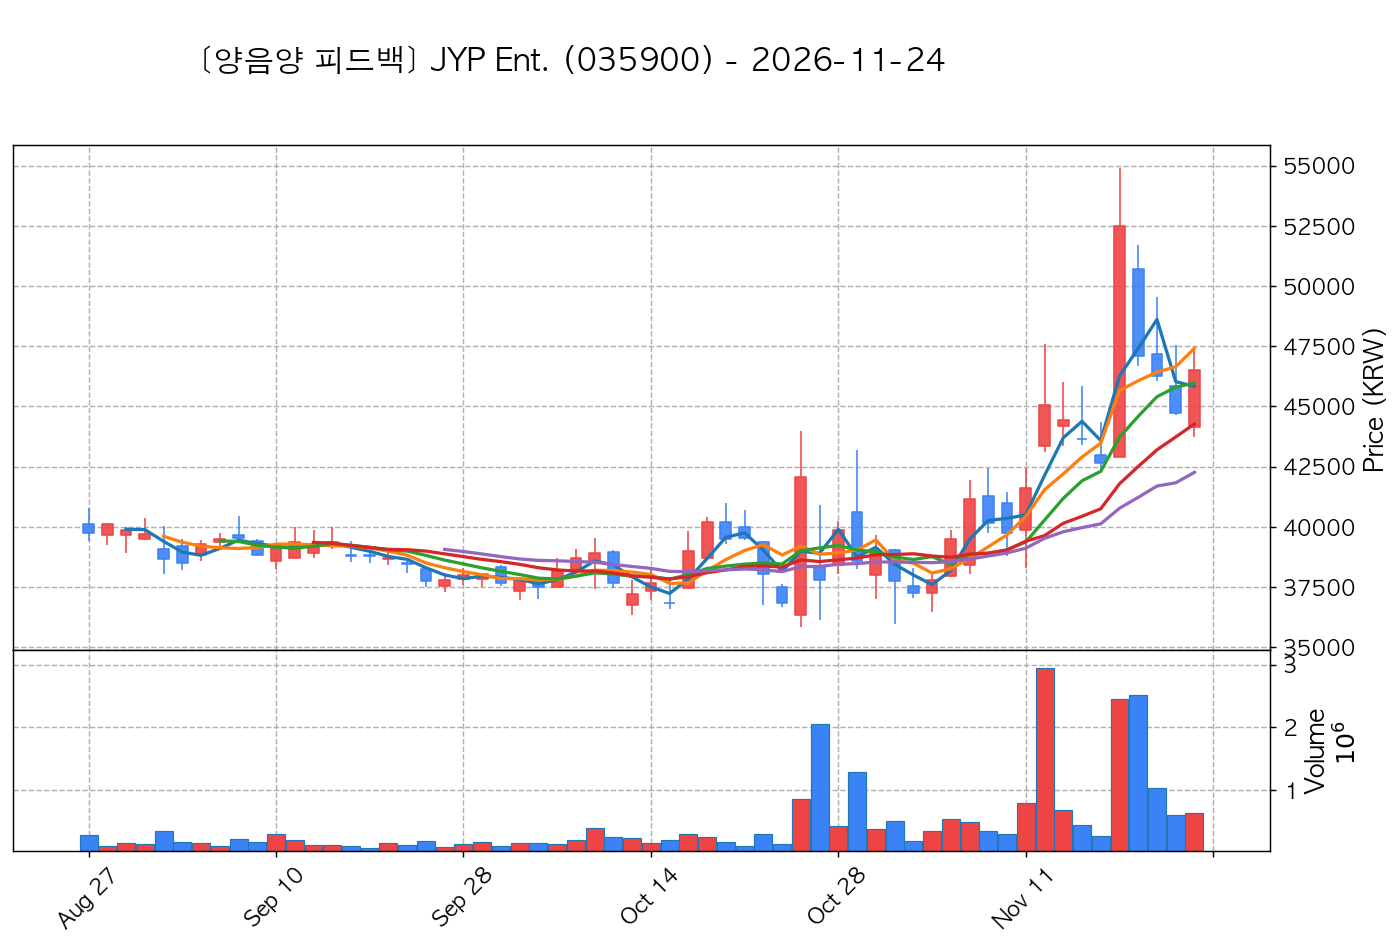 [양음양 피드백] JYP Ent. (035900) - 2026-11-24
55000
52500
50000
47500
45000
42500
40000
37500
35000
Price (KRW)
3
2
1
Volume
10⁶
Aug 27
Sep 10
Sep 28
Oct 14
Oct 28
Nov 11